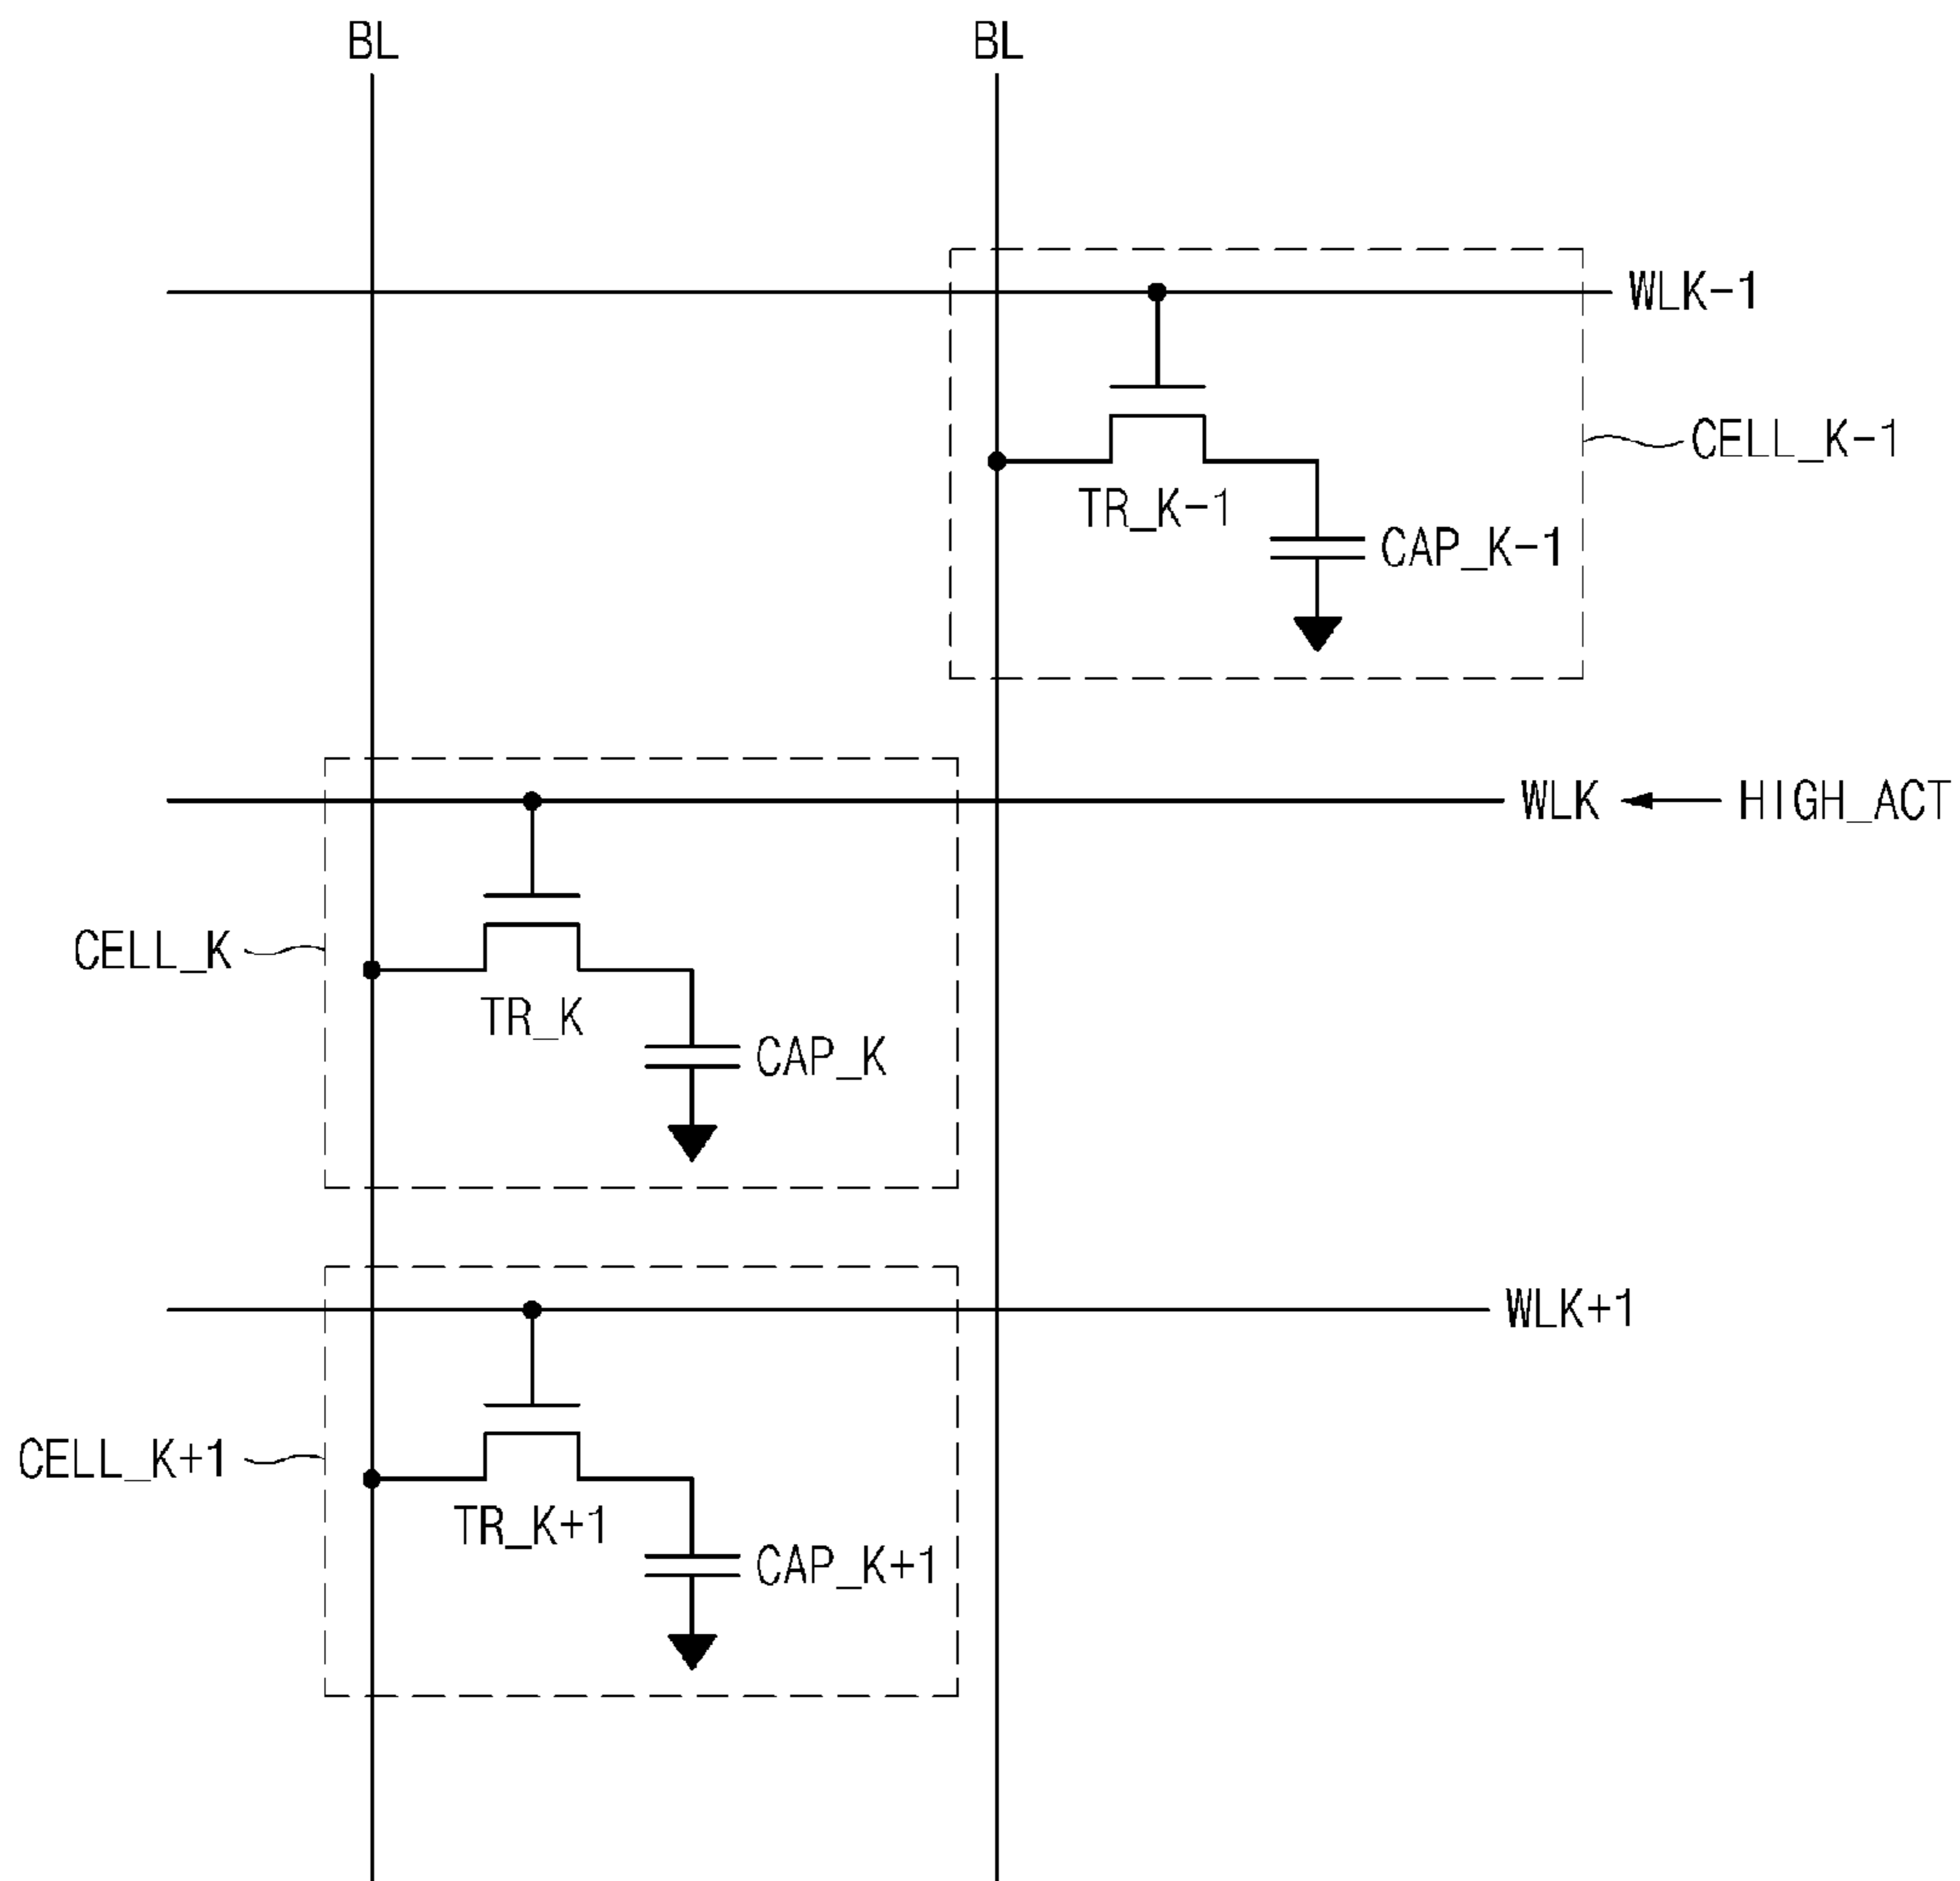 BL
BL
WLK-1
CELL_K-1
TR_K-1
CAP_K-1
WLK
HIGH_ACT
CELL_K
TR_K
CAP_K
WLK+1
CELL_K+1
TR_K+1
CAP_K+1